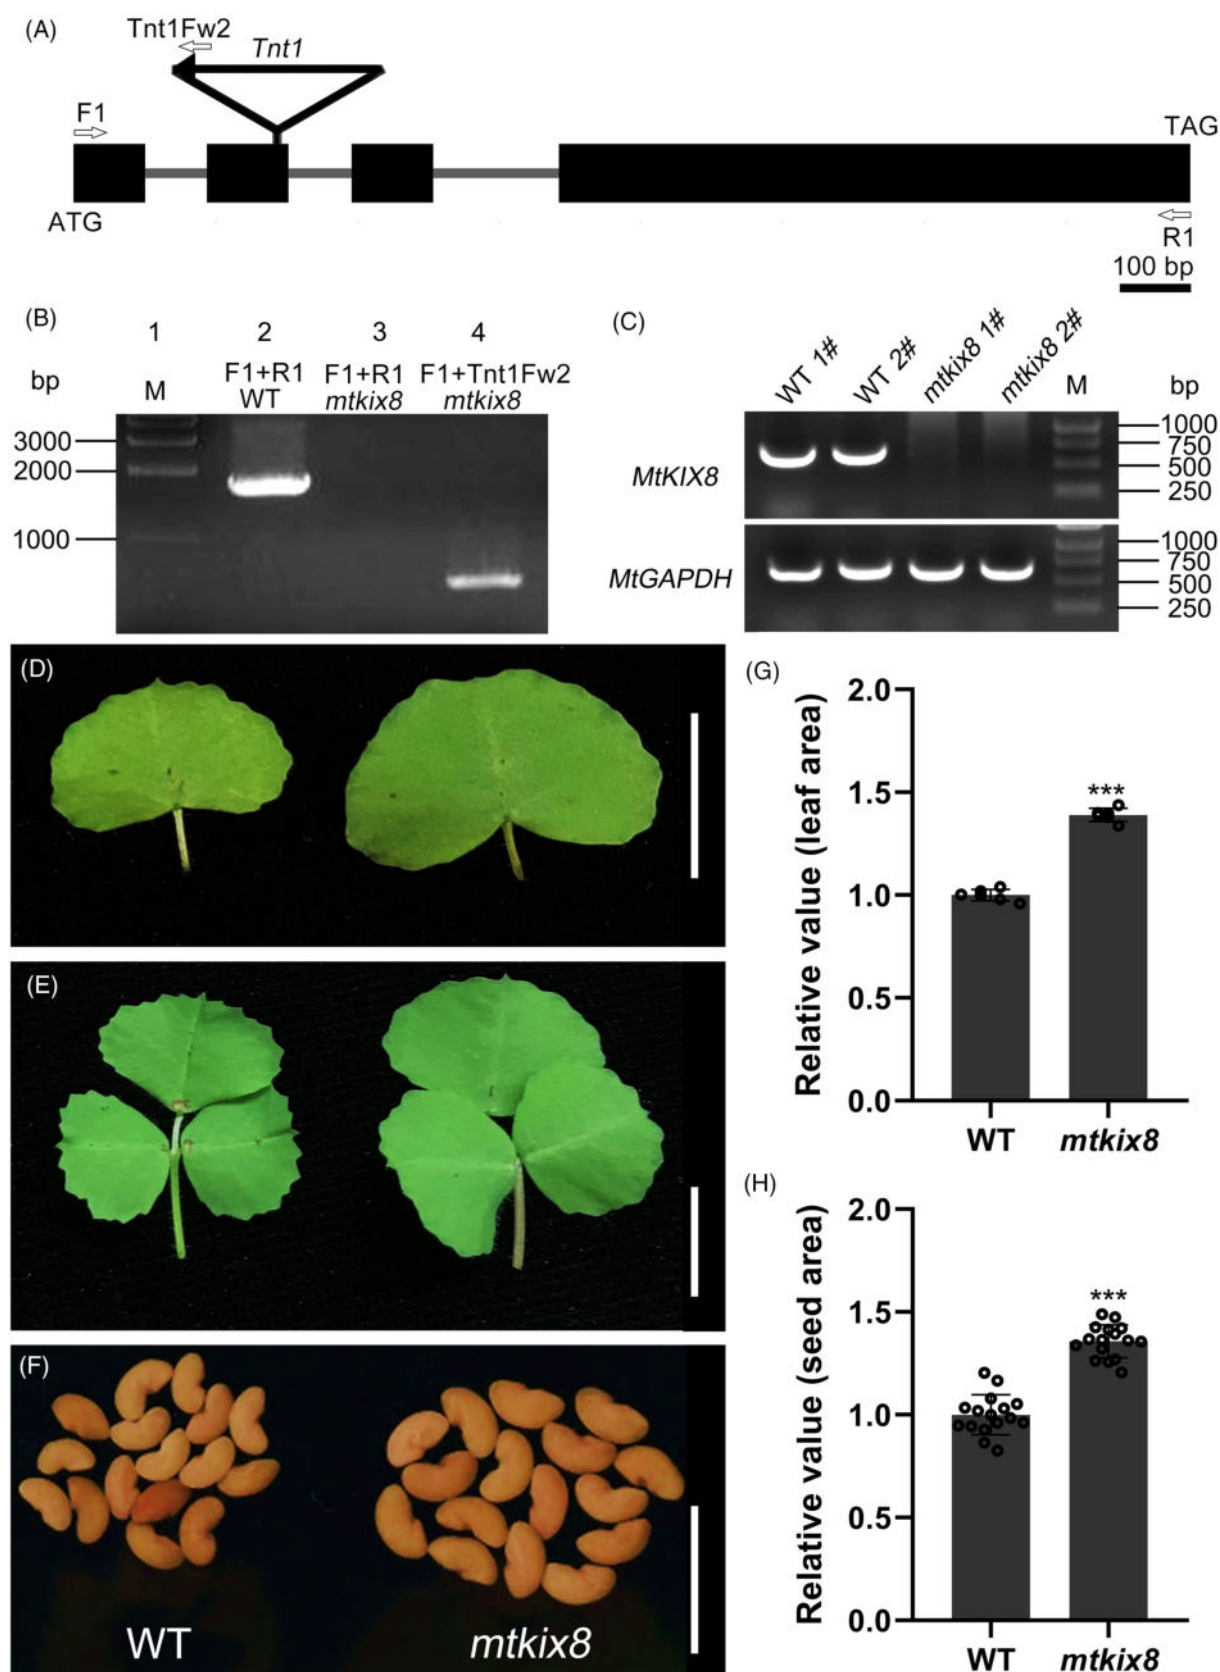 (A)
Tnt1Fw2
Tnt1
F1
TAG
ATG
R1
100 bp
(B)
1 2 3 4
bp M F1+R1 F1+R1 F1+Tnt1Fw2
WT mtkix8 mtkix8
3000
2000
1000
(C)
WT 1# WT 2# mtkix8 1# mtkix8 2# M bp
MtKIX8
1000
750
500
250
MtGAPDH
1000
750
500
250
(D)
(E)
(F)
WT mtkix8
(G)
Relative value (leaf area)
2.0
1.5
1.0
0.5
0.0
***
WT mtkix8
(H)
Relative value (seed area)
2.0
1.5
1.0
0.5
0.0
***
WT mtkix8